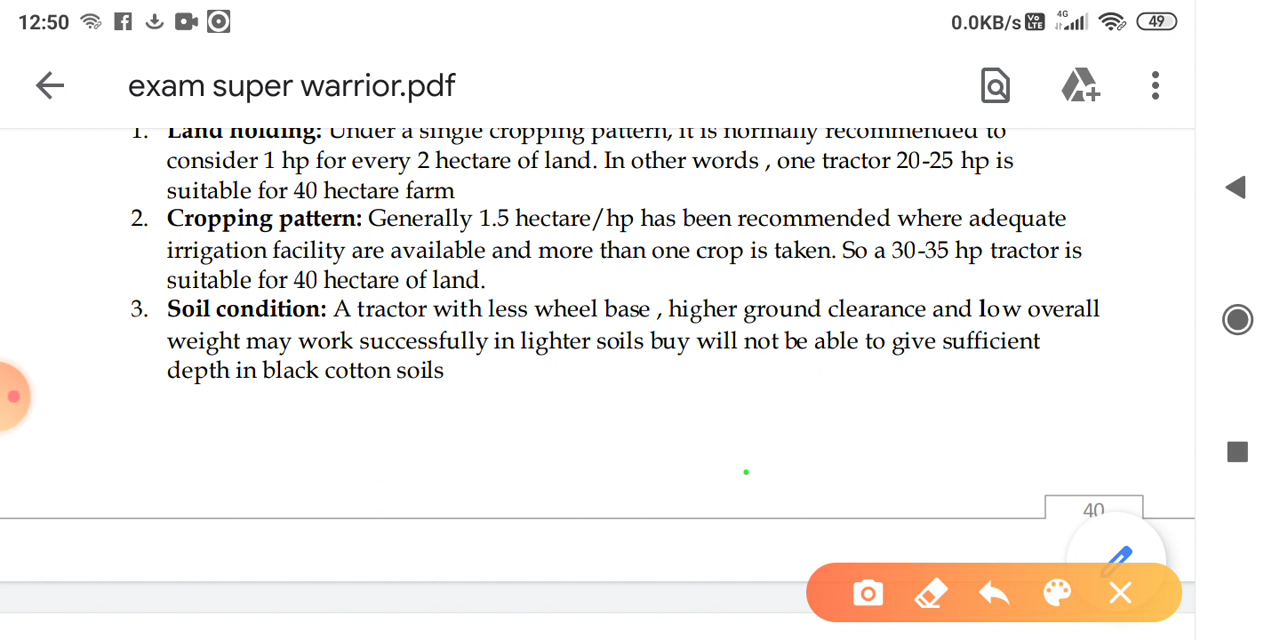 12:50
0.0KB/s VoLTE 4G 49
exam super warrior.pdf
1. Land holding: Under a single cropping pattern, it is normally recommended to
consider 1 hp for every 2 hectare of land. In other words , one tractor 20-25 hp is
suitable for 40 hectare farm
2. Cropping pattern: Generally 1.5 hectare/hp has been recommended where adequate
irrigation facility are available and more than one crop is taken. So a 30-35 hp tractor is
suitable for 40 hectare of land.
3. Soil condition: A tractor with less wheel base , higher ground clearance and low overall
weight may work successfully in lighter soils buy will not be able to give sufficient
depth in black cotton soils
40